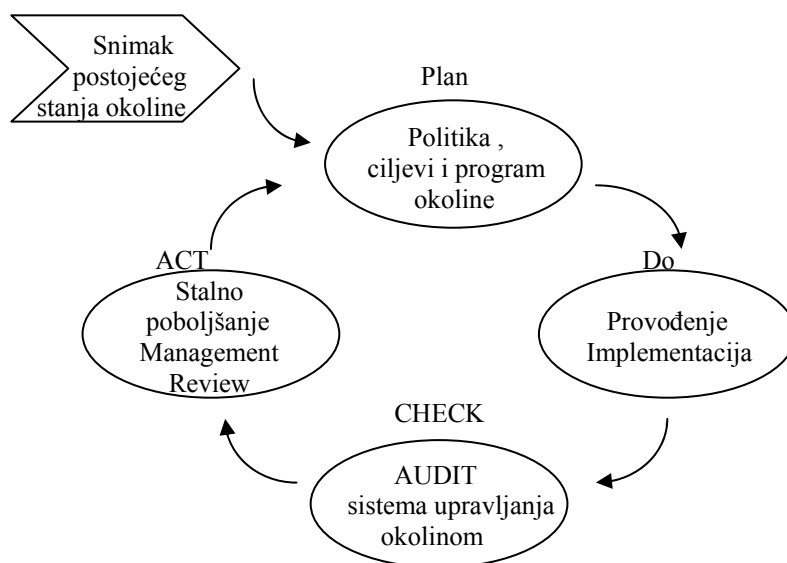 Snimak
postojećeg
stanja okoline
Plan
Politika ,
ciljevi i program
okoline
Do
Provođenje
Implementacija
CHECK
AUDIT
sistema upravljanja
okolinom
ACT
Stalno
poboljšanje
Management
Review